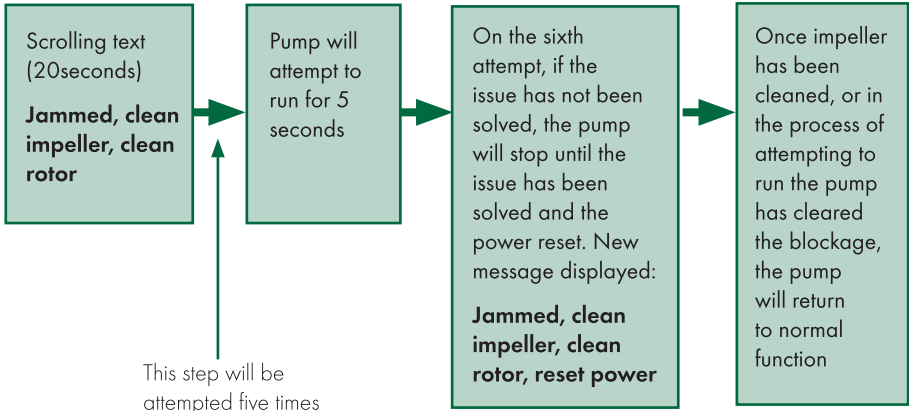 Scrolling text
(20seconds)
Jammed, clean
impeller, clean
rotor
Pump will
attempt to
run for 5
seconds
On the sixth
attempt, if the
issue has not been
solved, the pump
will stop until the
issue has been
solved and the
power reset. New
message displayed:
Jammed, clean
impeller, clean
rotor, reset power
Once impeller
has been
cleaned, or in
the process of
attempting to
run the pump
has cleared
the blockage,
the pump
will return
to normal
function
This step will be
attempted five times